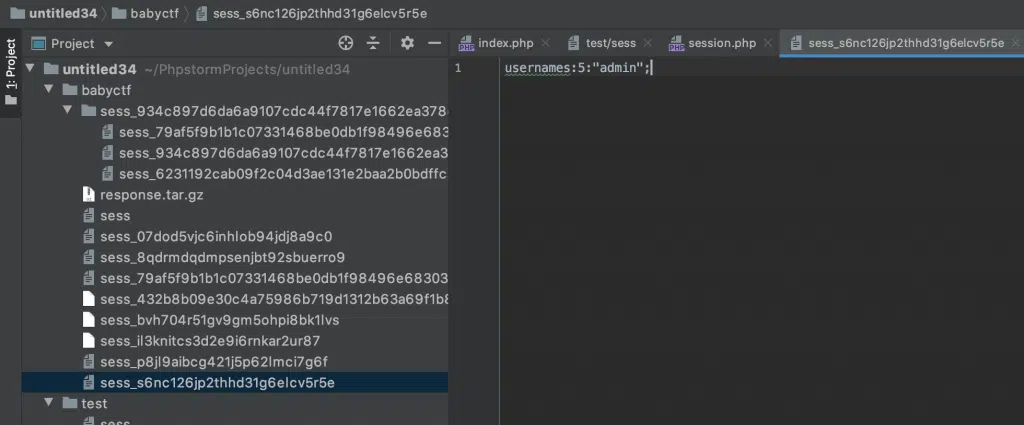 untitled34 〉 babyctf 〉 sess_s6nc126jp2thhd31g6elcv5r5e
1: Project
Project
index.php test/sess session.php sess_s6nc126jp2thhd31g6elcv5r5e
untitled34 ~/PhpstormProjects/untitled34
1 usernames:5:"admin";
babyctf
sess_934c897d6da6a9107cdc44f7817e1662ea378
sess_79af5f9b1b1c07331468be0db1f98496e683
sess_934c897d6da6a9107cdc44f7817e1662ea3
sess_6231192cab09f2c04d3ae131e2baa2b0bdffc
response.tar.gz
sess
sess_07dod5vjc6inhlob94jdj8a9c0
sess_8qdrmdqdmpsenjbt92sbuerro9
sess_79af5f9b1b1c07331468be0db1f98496e68303
sess_432b8b09e30c4a75986b719d1312b63a69f1b8
sess_bvh704r51gv9gm5ohpi8bk1lvs
sess_il3knitcs3d2e9i6rnkar2ur87
sess_p8jl9aibcg421j5p62lmci7g6f
sess_s6nc126jp2thhd31g6elcv5r5e
test
sess